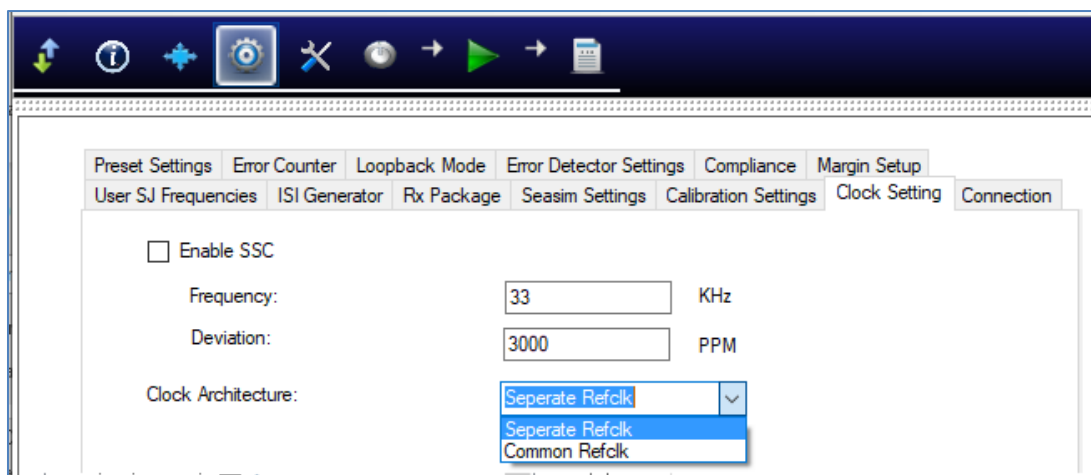 Preset Settings Error Counter Loopback Mode Error Detector Settings Compliance Margin Setup
User SJ Frequencies ISI Generator Rx Package Seasim Settings Calibration Settings Clock Setting Connection
Enable SSC
Frequency: 33 KHz
Deviation: 3000 PPM
Clock Architecture: Seperate Refclk
Seperate Refclk
Common Refclk